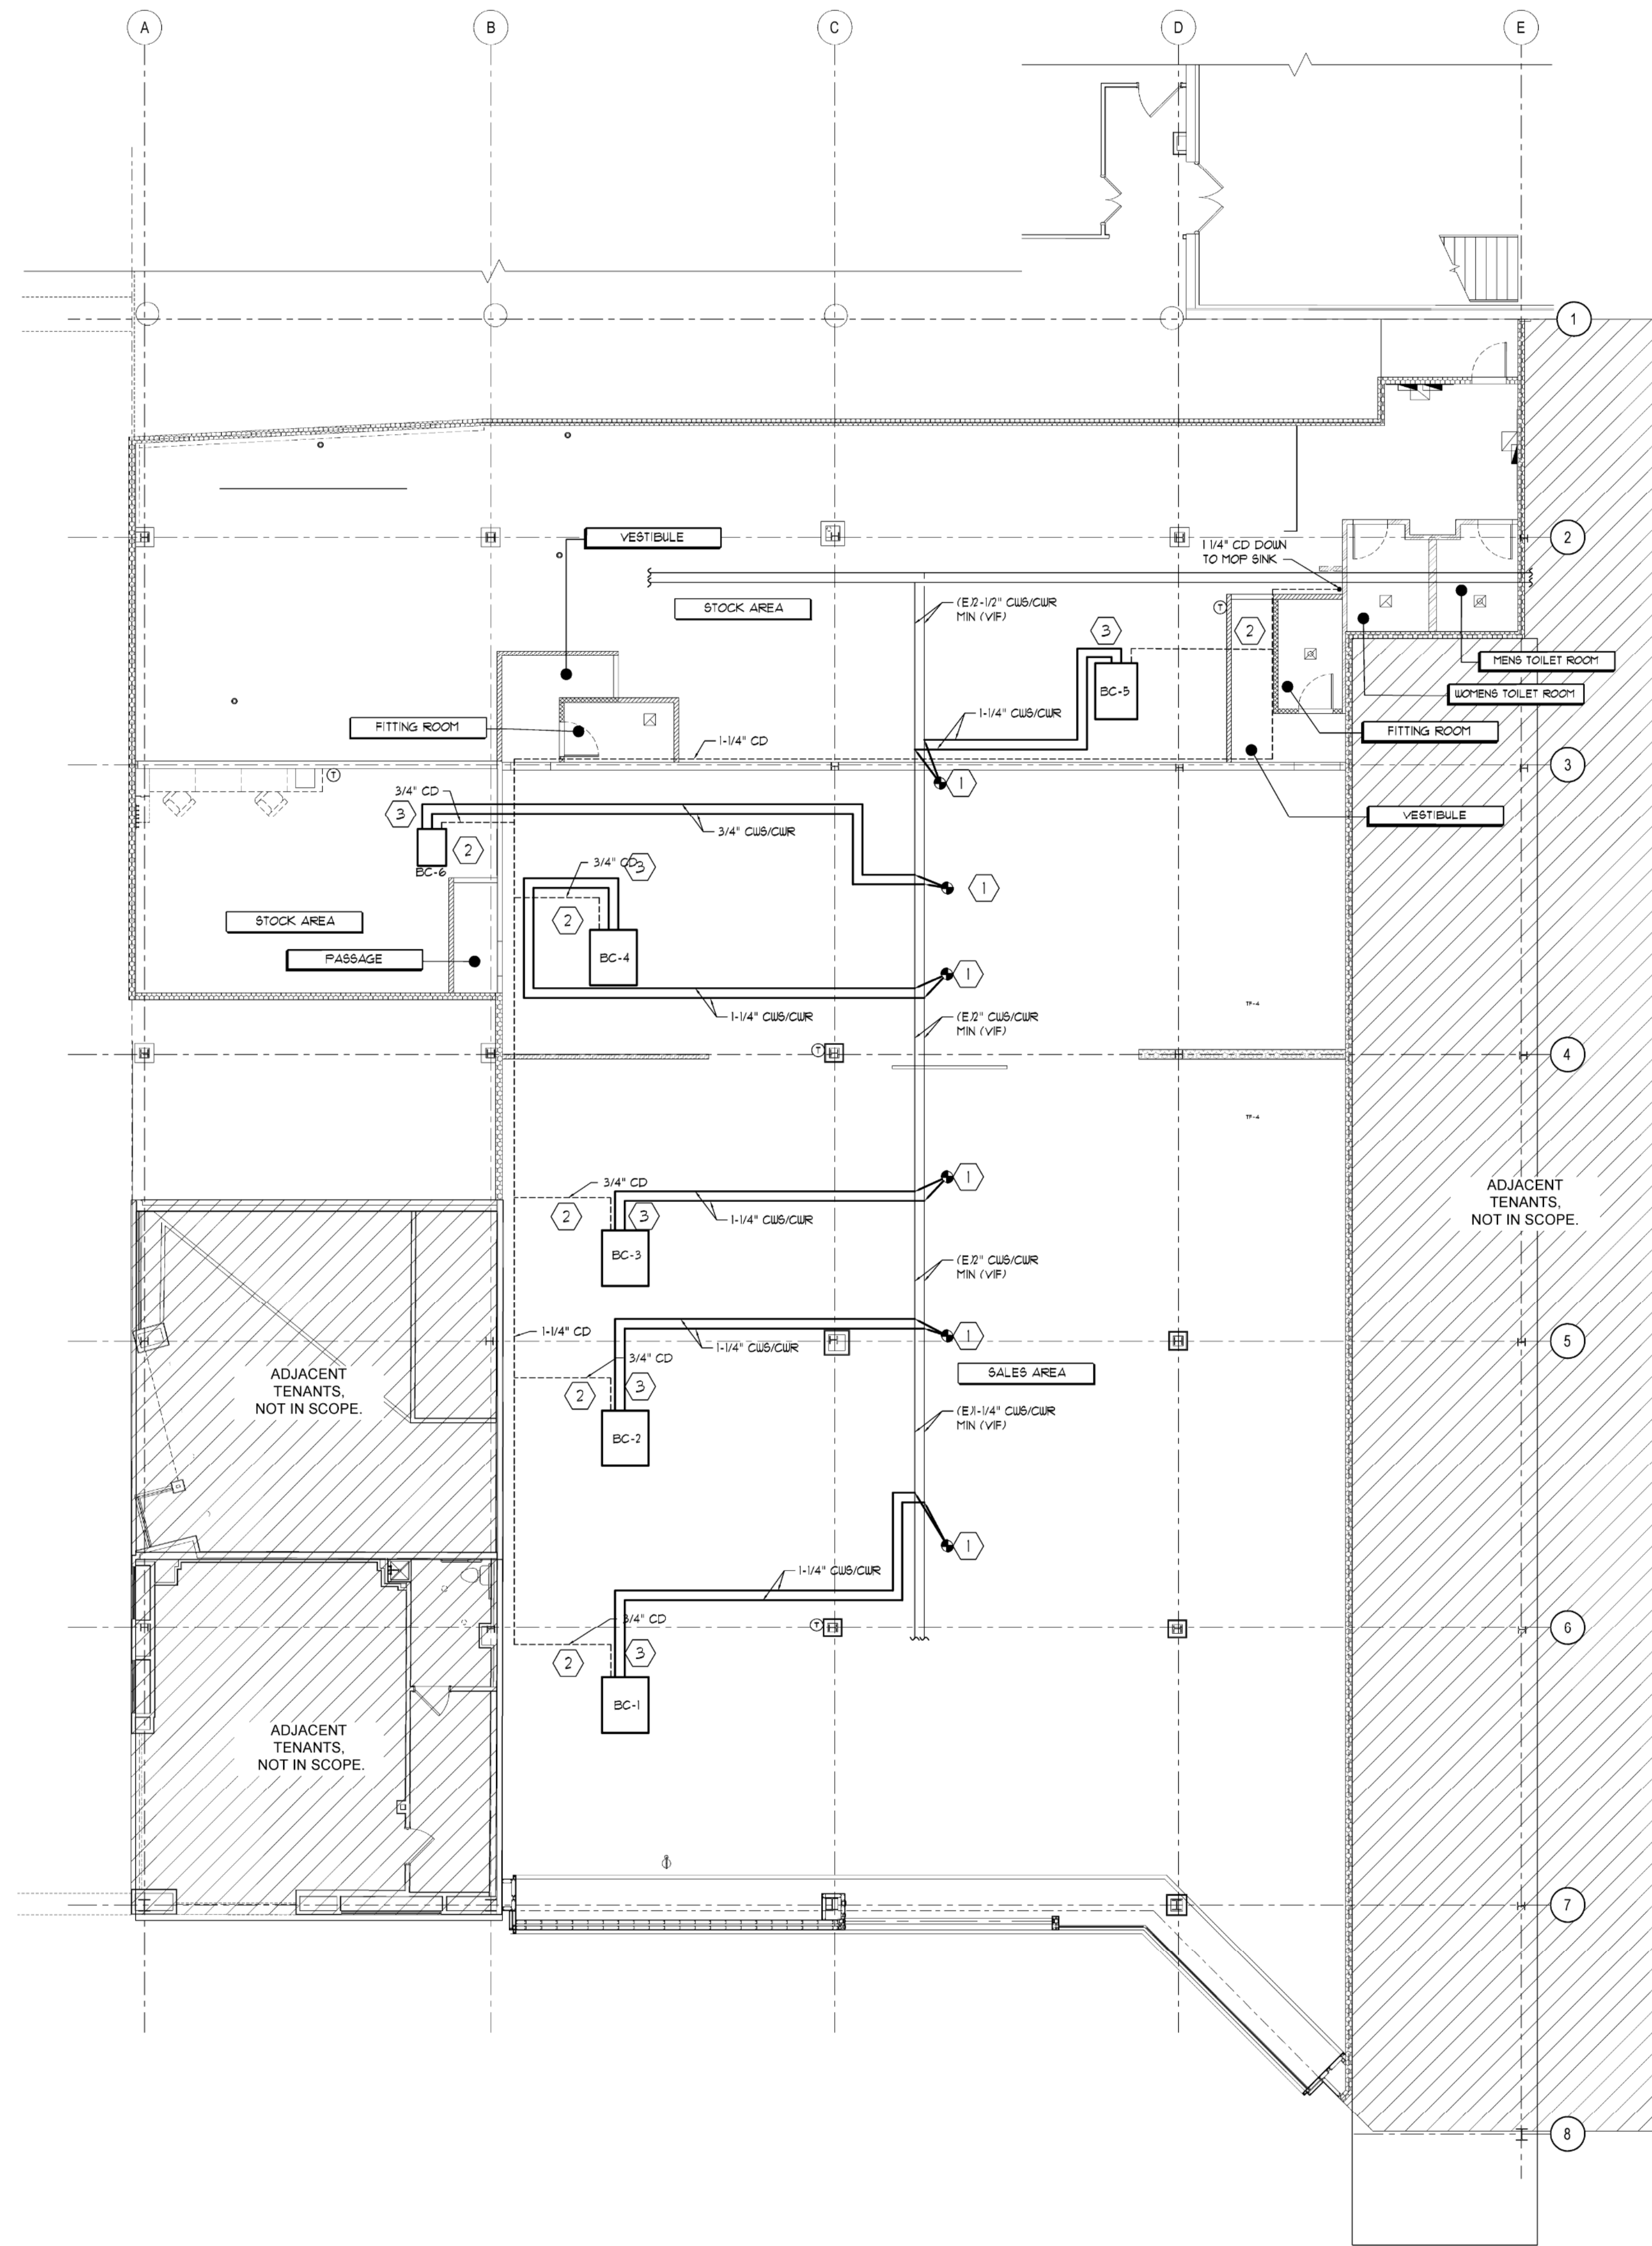 A
B
C
D
E
1
VESTIBULE
2
1 1/4" CD DOWN
TO MOP SINK
STOCK AREA
(E)2-1/2" CWS/CWR
MIN (VIF)
T
3
2
MENS TOILET ROOM
BC-5
WOMENS TOILET ROOM
FITTING ROOM
1-1/4" CWS/CWR
FITTING ROOM
1-1/4" CD
3
T
1
3/4" CD
3
3/4" CWS/CWR
VESTIBULE
2
BC-6
3/4" CD
3
1
STOCK AREA
2
PASSAGE
BC-4
1
TF-4
1-1/4" CWS/CWR
(E)2" CWS/CWR
MIN (VIF)
T
4
TF-4
1
3/4" CD
ADJACENT
TENANTS,
NOT IN SCOPE.
2
3
1-1/4" CWS/CWR
BC-3
(E)2" CWS/CWR
MIN (VIF)
1-1/4" CD
1
5
1-1/4" CWS/CWR
3/4" CD
ADJACENT
TENANTS,
NOT IN SCOPE.
SALES AREA
2
3
(E)1-1/4" CWS/CWR
MIN (VIF)
BC-2
1
1-1/4" CWS/CWR
3/4" CD
T
6
2
3
BC-1
ADJACENT
TENANTS,
NOT IN SCOPE.
7
8